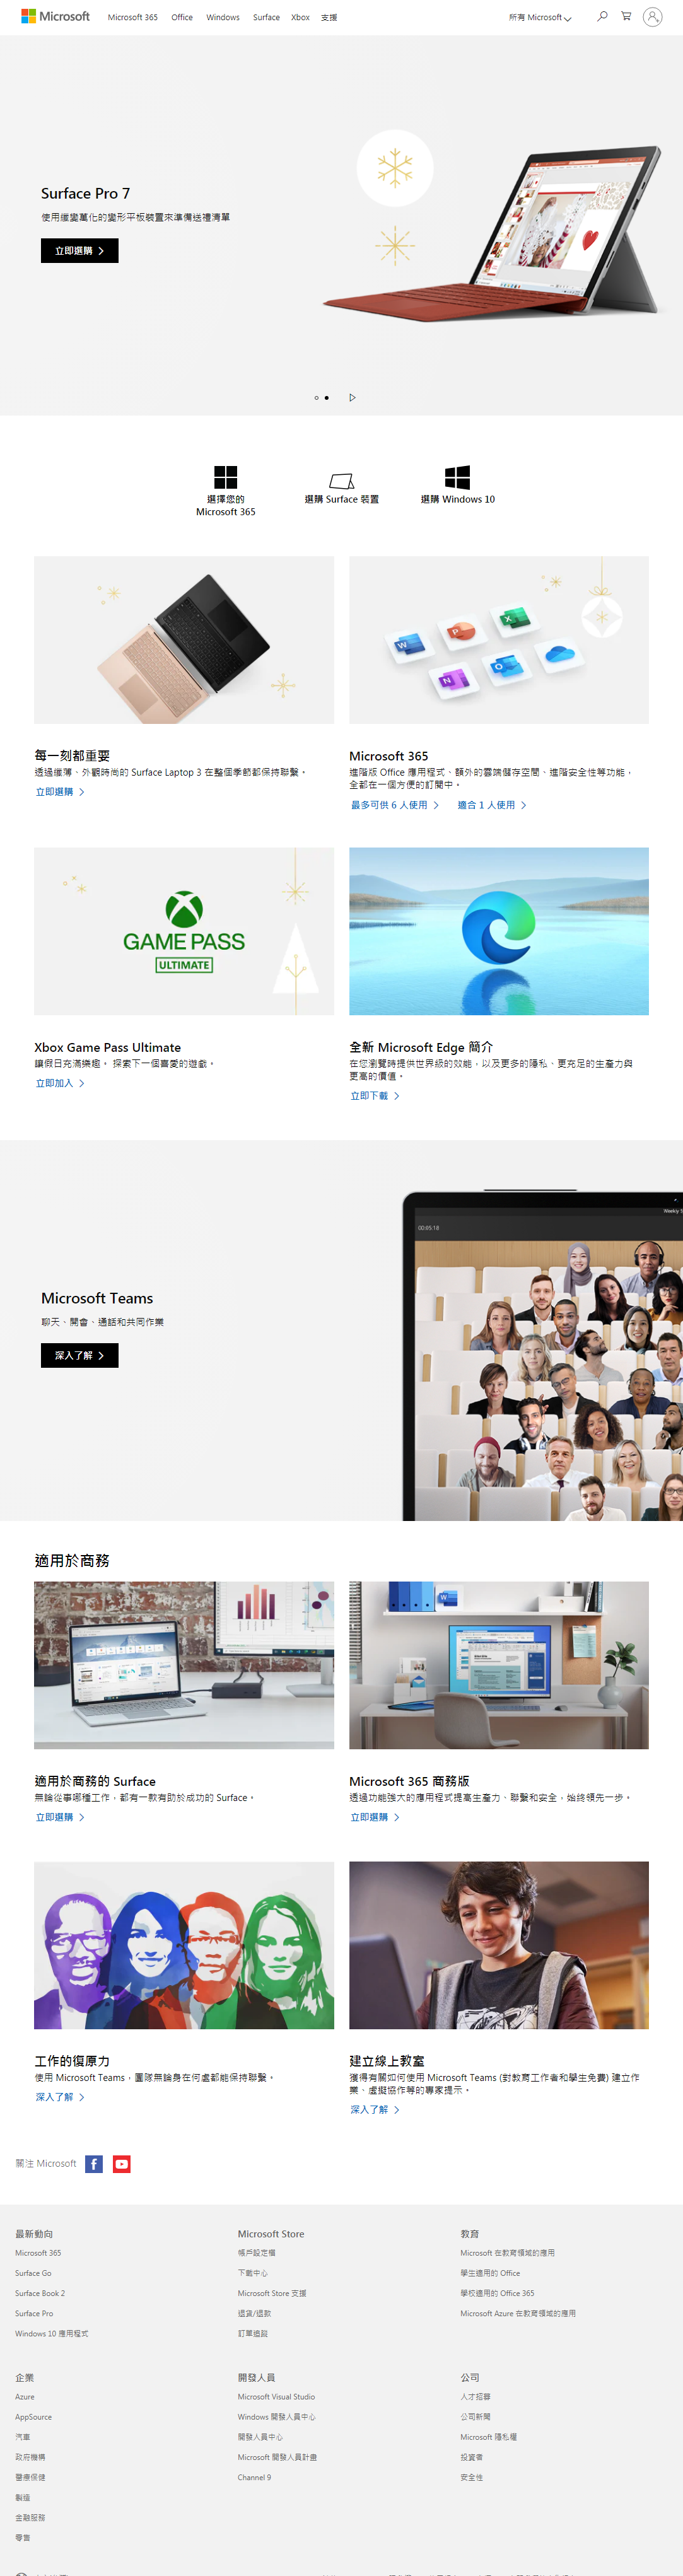 Microsoft
Microsoft 365
Office
Windows
Surface
Xbox
支援
所有 Microsoft
Surface Pro 7
使用千變萬化的變形平板裝置來準備送禮清單
立即選購
選擇您的
Microsoft 365
選購 Surface 裝置
選購 Windows 10
每一刻都重要
透過纖薄、外觀時尚的 Surface Laptop 3 在整個季節都保持聯繫。
立即選購
Microsoft 365
進階版 Office 應用程式、額外的雲端儲存空間、進階安全性等功能，
全都在一個方便的訂閱中。
最多可供 6 人使用
適合 1 人使用
GAME PASS
ULTIMATE
Xbox Game Pass Ultimate
讓假日充滿樂趣。 探索下一個喜愛的遊戲。
立即加入
全新 Microsoft Edge 簡介
在您瀏覽時提供世界級的效能，以及更多的隱私、更充足的生產力與
更高的價值。
立即下載
00:05:18
Microsoft Teams
聊天、開會、通話和共同作業
深入了解
適用於商務
適用於商務的 Surface
無論從事哪種工作，都有一款有助於成功的 Surface。
立即選購
Microsoft 365 商務版
透過功能強大的應用程式提高生產力、聯繫和安全，始終領先一步。
立即選購
工作的復原力
使用 Microsoft Teams，團隊無論身在何處都能保持聯繫。
深入了解
建立線上教室
獲得有關如何使用 Microsoft Teams (對教育工作者和學生免費) 建立作
業、虛擬協作等的專家提示。
深入了解
關注 Microsoft
最新動向
Microsoft 365
Surface Go
Surface Book 2
Surface Pro
Windows 10 應用程式
Microsoft Store
帳戶設定檔
下載中心
Microsoft Store 支援
退貨/退款
訂單追蹤
教育
Microsoft 在教育領域的應用
學生適用的 Office
學校適用的 Office 365
Microsoft Azure 在教育領域的應用
企業
Azure
AppSource
汽車
政府機構
醫療保健
製造
金融服務
零售
開發人員
Microsoft Visual Studio
Windows 開發人員中心
開發人員中心
Microsoft 開發人員計畫
Channel 9
公司
人才招募
公司新聞
Microsoft 隱私權
投資者
安全性